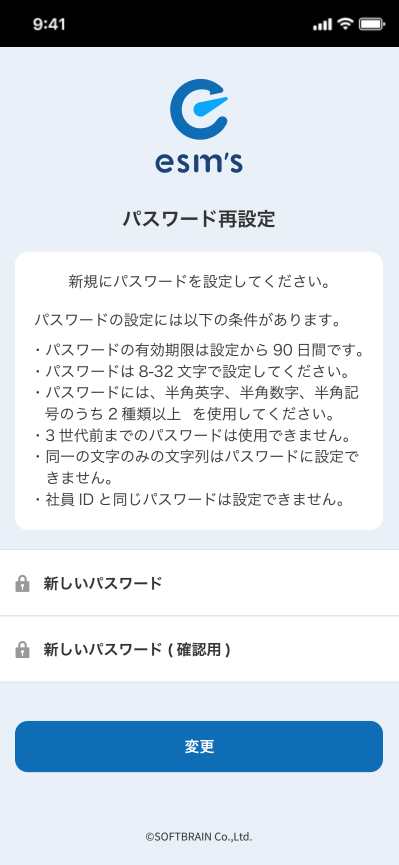 9:41
esm's
パスワード再設定
新規にパスワードを設定してください。
パスワードの設定には以下の条件があります。
・パスワードの有効期限は設定から 90 日間です。
・パスワードは 8-32 文字で設定してください。
・パスワードには、半角英字、半角数字、半角記
号のうち 2 種類以上 を使用してください。
・3 世代前までのパスワードは使用できません。
・同一の文字のみの文字列はパスワードに設定で
きません。
・社員 ID と同じパスワードは設定できません。
新しいパスワード
新しいパスワード ( 確認用 )
変更
©SOFTBRAIN Co.,Ltd.